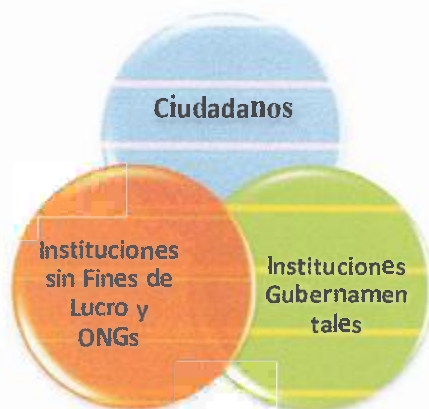 Ciudadanos
Instituciones
sin Fines de
Lucro y
ONGs
Instituciones
Gubernamen
tales